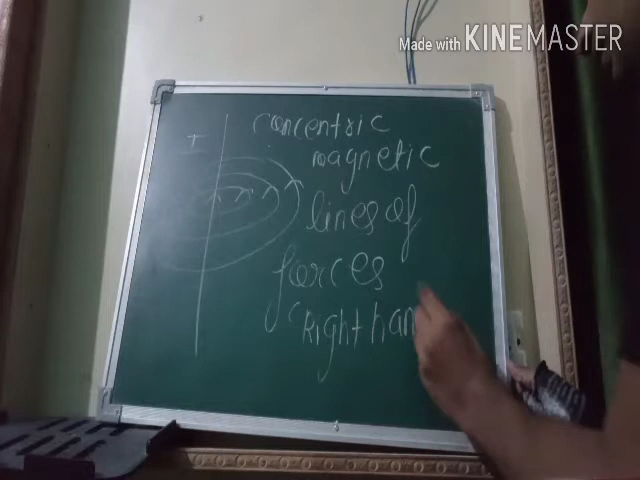 Made with KINEMASTER
I
Concentric
magnetic
lines of
forces
(Right han